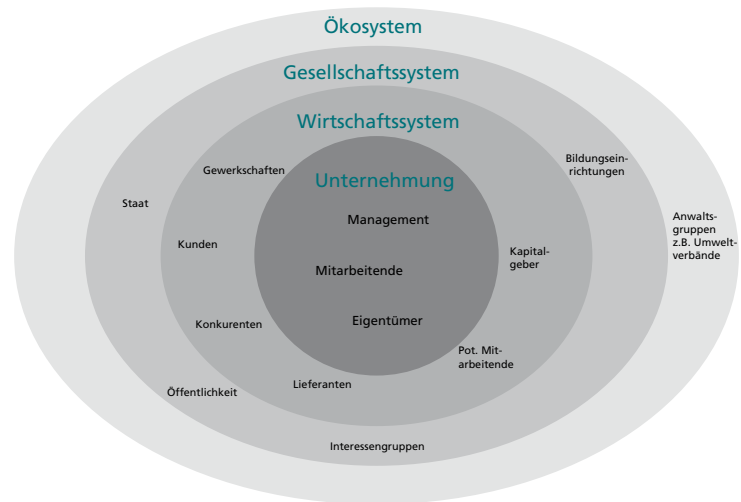 Ökosystem
Gesellschaftssystem
Wirtschaftssystem
Gewerkschaften
Bildungsein-
richtungen
Unternehmung
Staat
Management
Anwalts-
gruppen
z.B. Umwelt-
verbände
Kunden
Kapital-
geber
Mitarbeitende
Konkurenten
Eigentümer
Pot. Mit-
arbeitende
Lieferanten
Öffentlichkeit
Interessengruppen